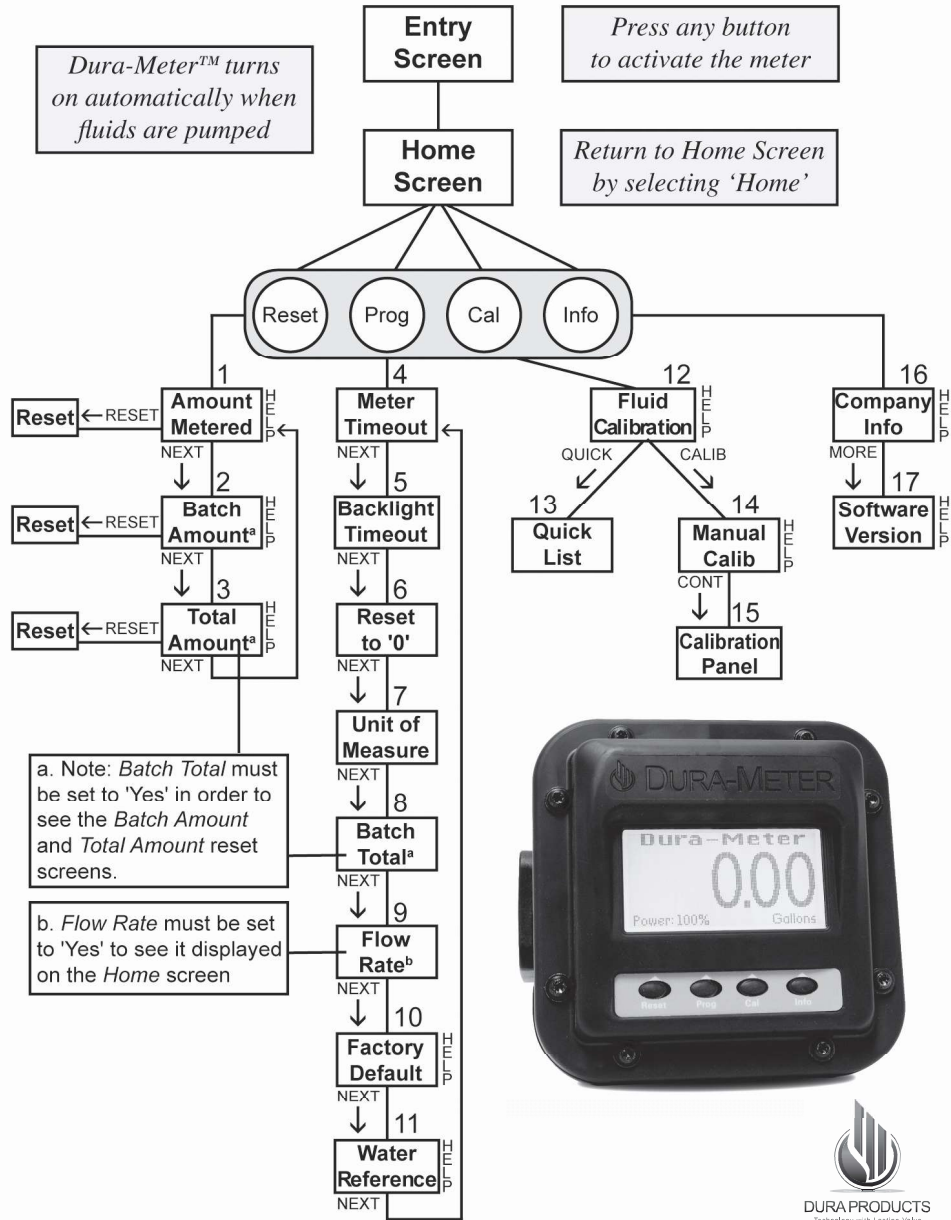 Entry
Screen
Dura-Meter™ turns
on automatically when
fluids are pumped
Press any button
to activate the meter
Home
Screen
Return to Home Screen
by selecting ‘Home’
Reset
Prog
Cal
Info
1
Amount
Metered
HELP
Reset
RESET
NEXT
2
Batch
Amountᵃ
HELP
Reset
RESET
NEXT
3
Total
Amountᵃ
HELP
Reset
RESET
NEXT
4
Meter
Timeout
NEXT
5
Backlight
Timeout
NEXT
6
Reset
to '0'
NEXT
7
Unit of
Measure
NEXT
8
Batch
Totalᵃ
NEXT
9
Flow
Rateᵇ
NEXT
10
Factory
Default
HELP
NEXT
11
Water
Reference
HELP
NEXT
12
Fluid
Calibration
HELP
QUICK
CALIB
13
Quick
List
14
Manual
Calib
HELP
CONT
15
Calibration
Panel
16
Company
Info
HELP
MORE
17
Software
Version
HELP
a. Note: Batch Total must
be set to 'Yes' in order to
see the Batch Amount
and Total Amount reset
screens.
b. Flow Rate must be set
to 'Yes' to see it displayed
on the Home screen
DURA-METER
Dura-Meter
0.00
Power: 100%
Gallons
Reset
Prog
Cal
Info
DURA PRODUCTS
Technology with Lasting Value